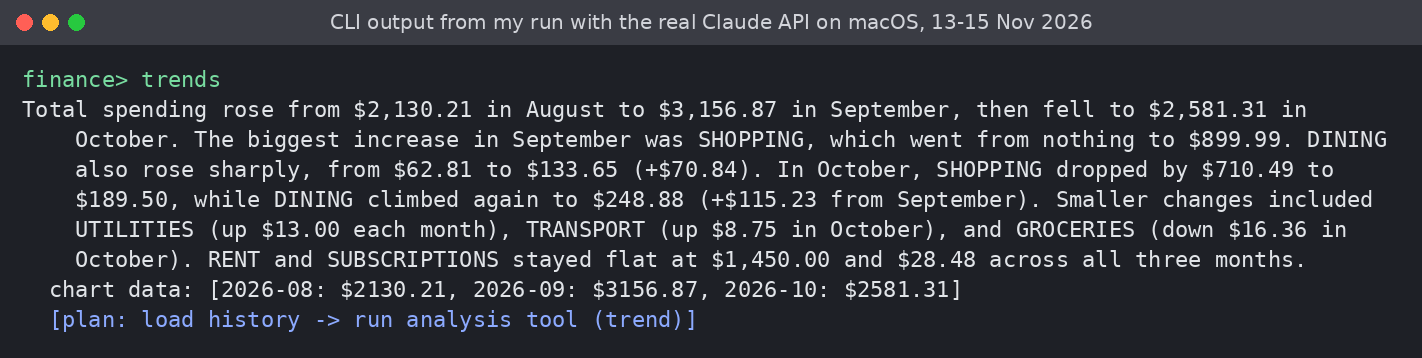 CLI output from my run with the real Claude API on macOS, 13-15 Nov 2026
finance> trends
Total spending rose from $2,130.21 in August to $3,156.87 in September, then fell to $2,581.31 in
October. The biggest increase in September was SHOPPING, which went from nothing to $899.99. DINING
also rose sharply, from $62.81 to $133.65 (+$70.84). In October, SHOPPING dropped by $710.49 to
$189.50, while DINING climbed again to $248.88 (+$115.23 from September). Smaller changes included
UTILITIES (up $13.00 each month), TRANSPORT (up $8.75 in October), and GROCERIES (down $16.36 in
October). RENT and SUBSCRIPTIONS stayed flat at $1,450.00 and $28.48 across all three months.
chart data: [2026-08: $2130.21, 2026-09: $3156.87, 2026-10: $2581.31]
[plan: load history -> run analysis tool (trend)]